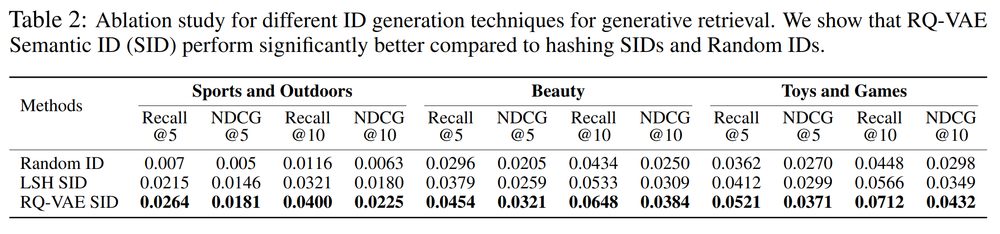 Table 2: Ablation study for different ID generation techniques for generative retrieval. We show that RQ-VAE
Semantic ID (SID) perform significantly better compared to hashing SIDs and Random IDs.
Methods Sports and Outdoors Beauty Toys and Games
Recall @5 NDCG @5 Recall @10 NDCG @10 Recall @5 NDCG @5 Recall @10 NDCG @10 Recall @5 NDCG @5 Recall @10 NDCG @10
Random ID 0.007 0.005 0.0116 0.0063 0.0296 0.0205 0.0434 0.0250 0.0362 0.0270 0.0448 0.0298
LSH SID 0.0215 0.0146 0.0321 0.0180 0.0379 0.0259 0.0533 0.0309 0.0412 0.0299 0.0566 0.0349
RQ-VAE SID 0.0264 0.0181 0.0400 0.0225 0.0454 0.0321 0.0648 0.0384 0.0521 0.0371 0.0712 0.0432